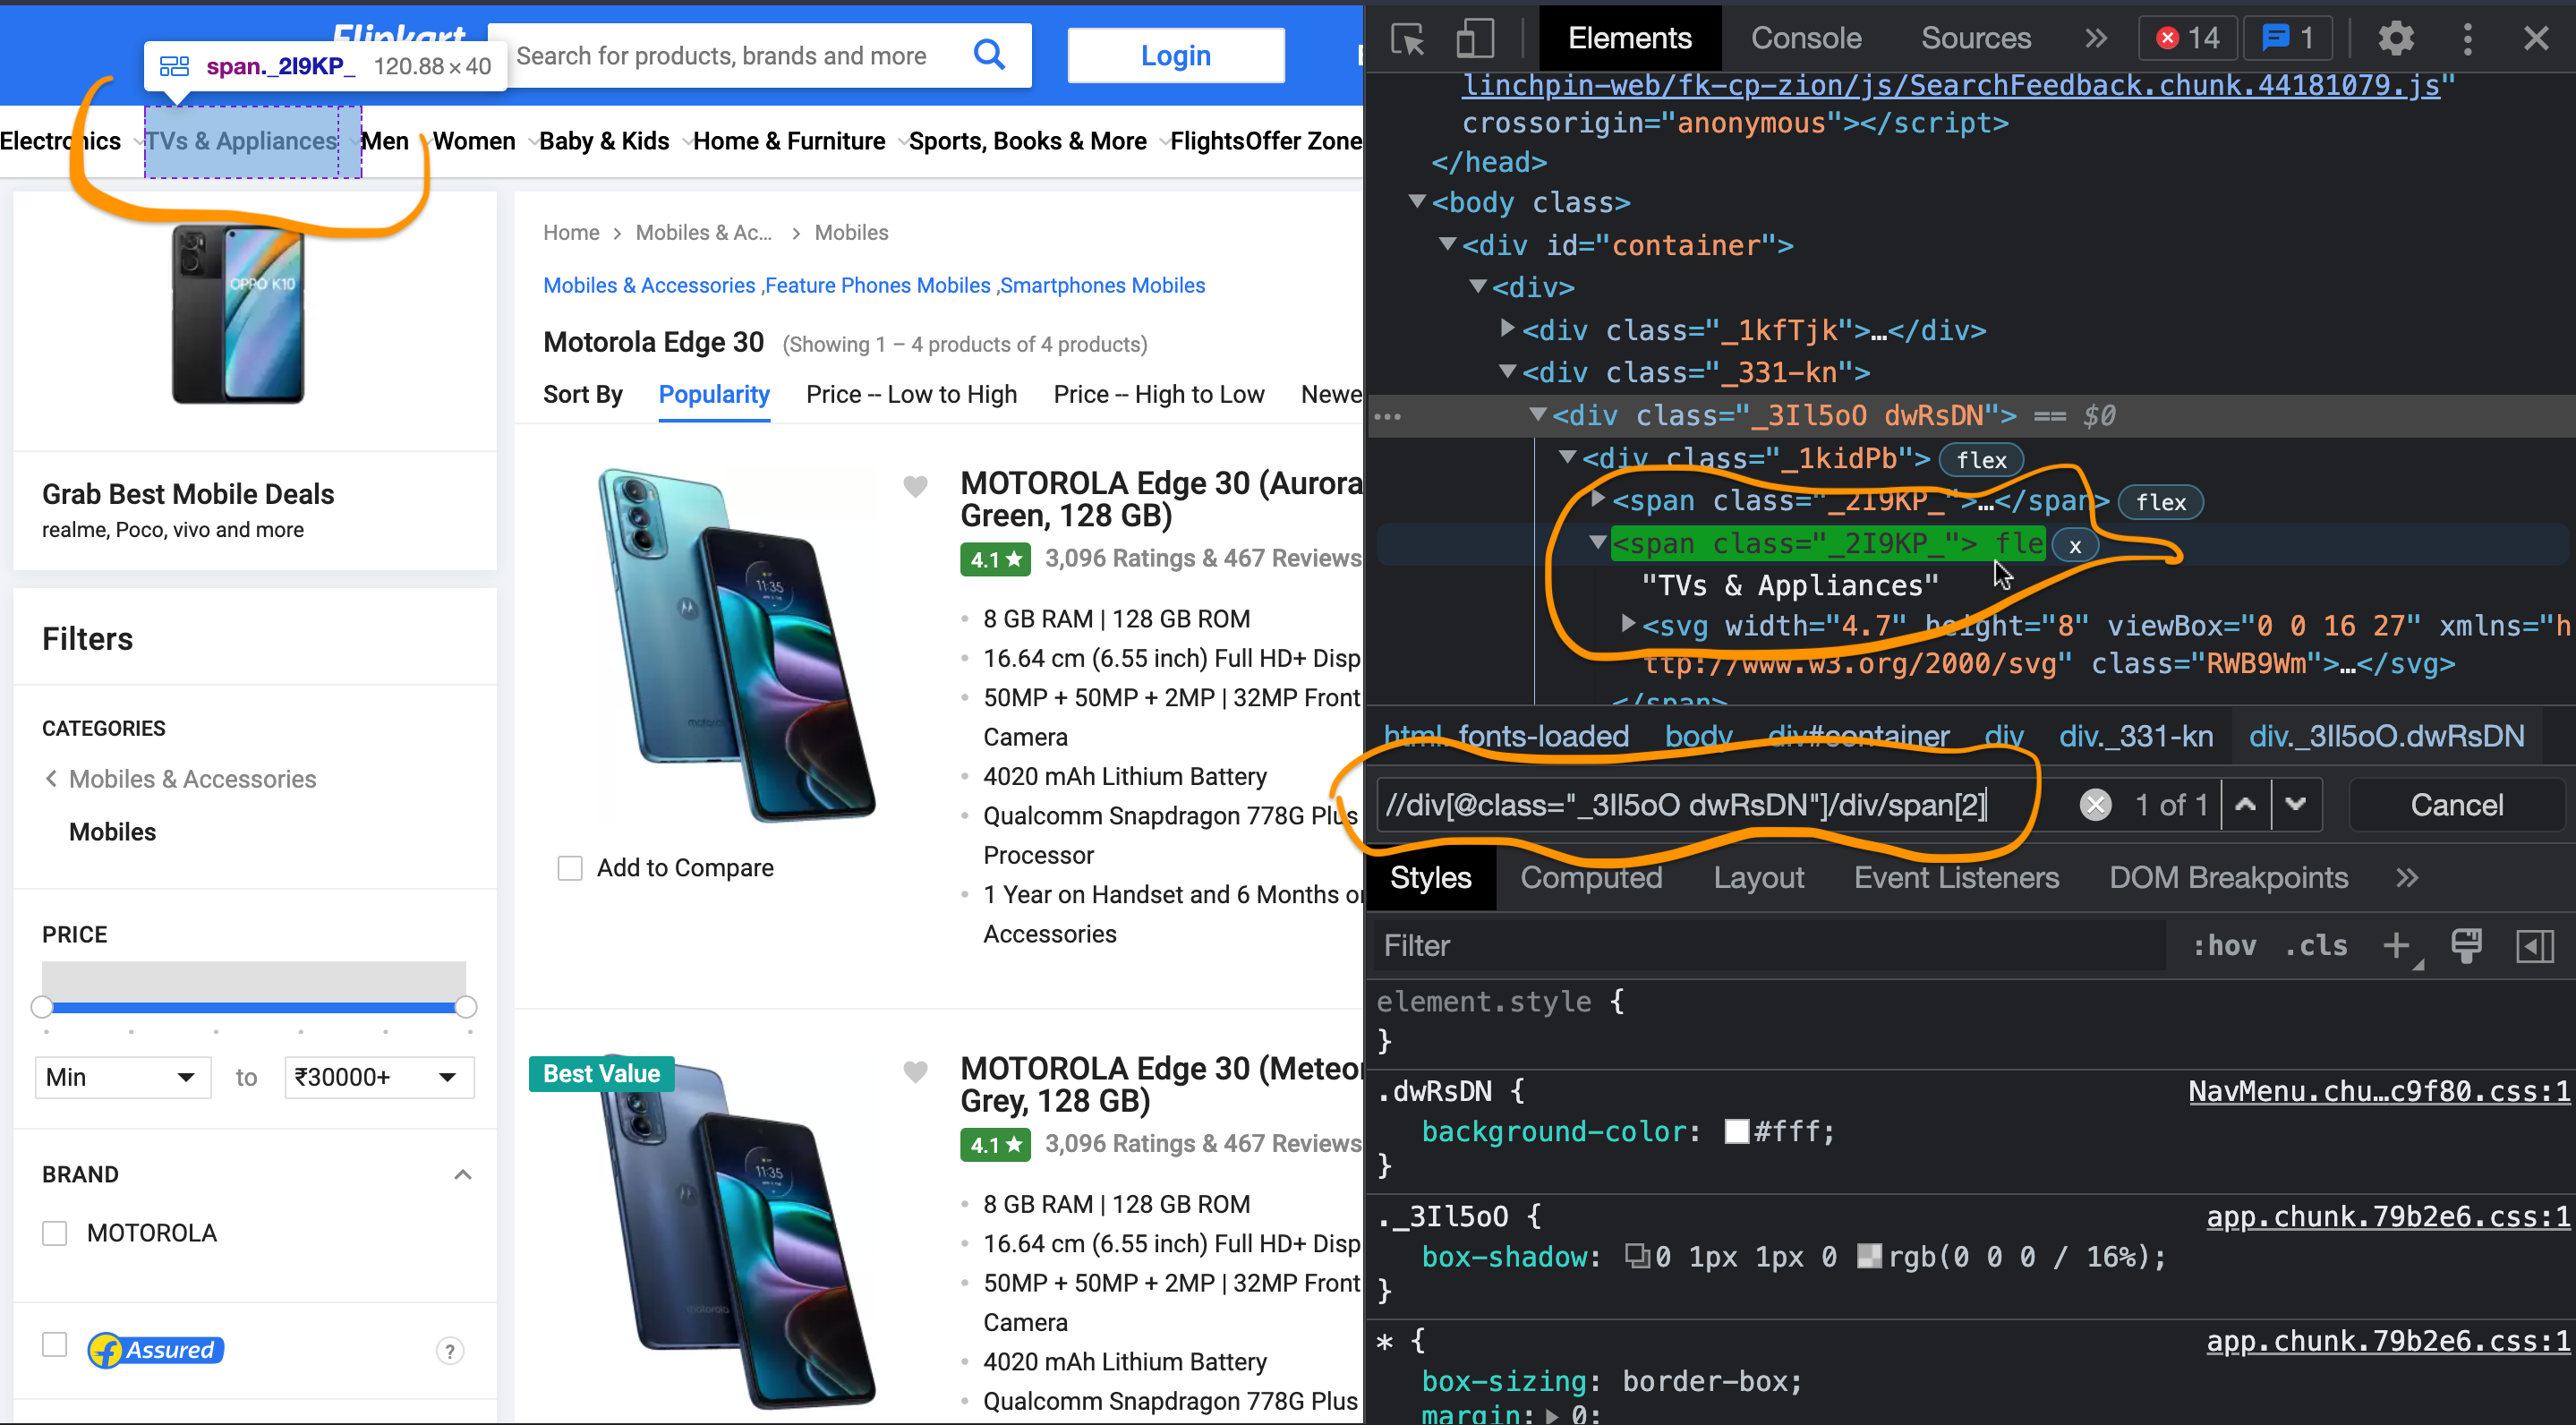 Flipkart
span._2I9KP_ 120.88 × 40
Search for products, brands and more
Login
Electronics TVs & Appliances Men Women Baby & Kids Home & Furniture Sports, Books & More Flights Offer Zone
OPPO K10
Grab Best Mobile Deals
realme, Poco, vivo and more
Filters
CATEGORIES
Mobiles & Accessories
Mobiles
PRICE
Min to ₹30000+
BRAND
MOTOROLA
Assured ?
Home > Mobiles & Ac... > Mobiles
Mobiles & Accessories ,Feature Phones Mobiles ,Smartphones Mobiles
Motorola Edge 30 (Showing 1 – 4 products of 4 products)
Sort By Popularity Price -- Low to High Price -- High to Low Newe
MOTOROLA Edge 30 (Aurora
Green, 128 GB)
4.1★ 3,096 Ratings & 467 Reviews
8 GB RAM | 128 GB ROM
16.64 cm (6.55 inch) Full HD+ Disp
50MP + 50MP + 2MP | 32MP Front
Camera
4020 mAh Lithium Battery
Qualcomm Snapdragon 778G Plus
Processor
1 Year on Handset and 6 Months on
Accessories
11:35
motorola
Add to Compare
Best Value
MOTOROLA Edge 30 (Meteor
Grey, 128 GB)
4.1★ 3,096 Ratings & 467 Reviews
8 GB RAM | 128 GB ROM
16.64 cm (6.55 inch) Full HD+ Disp
50MP + 50MP + 2MP | 32MP Front
Camera
4020 mAh Lithium Battery
Qualcomm Snapdragon 778G Plus
11:35
motorola
Elements Console Sources » 14 1
linchpin-web/fk-cp-zion/js/SearchFeedback.chunk.44181079.js"
crossorigin="anonymous"></script>
</head>
<body class>
<div id="container">
<div>
<div class="_1kfTjk">…</div>
<div class="_331-kn">
<div class="_3Il5oO dwRsDN"> == $0
<div class="_1kidPb"> flex
<span class="_2I9KP_">…</span> flex
<span class="_2I9KP_"> fle x
"TVs & Appliances"
<svg width="4.7" height="8" viewBox="0 0 16 27" xmlns="h
ttp://www.w3.org/2000/svg" class="RWB9Wm">…</svg>
</span>
html.fonts-loaded body div#container div div._331-kn div._3Il5oO.dwRsDN
//div[@class="_3Il5oO dwRsDN"]/div/span[2] 1 of 1 Cancel
Styles Computed Layout Event Listeners DOM Breakpoints »
Filter :hov .cls +
element.style {
}
.dwRsDN { NavMenu.chu…c9f80.css:1
background-color: #fff;
}
._3Il5oO { app.chunk.79b2e6.css:1
box-shadow: 0 1px 1px 0 rgb(0 0 0 / 16%);
}
* { app.chunk.79b2e6.css:1
box-sizing: border-box;
margin: 0;